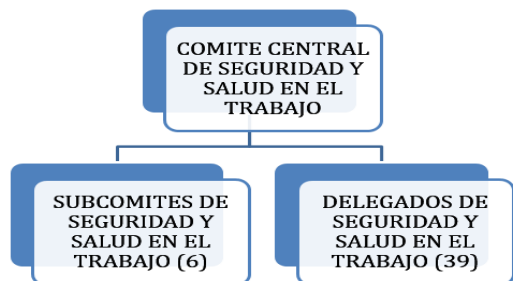 COMITE CENTRAL
DE SEGURIDAD Y
SALUD EN EL
TRABAJO
SUBCOMITES DE
SEGURIDAD Y
SALUD EN EL
TRABAJO (6)
DELEGADOS DE
SEGURIDAD Y
SALUD EN EL
TRABAJO (39)